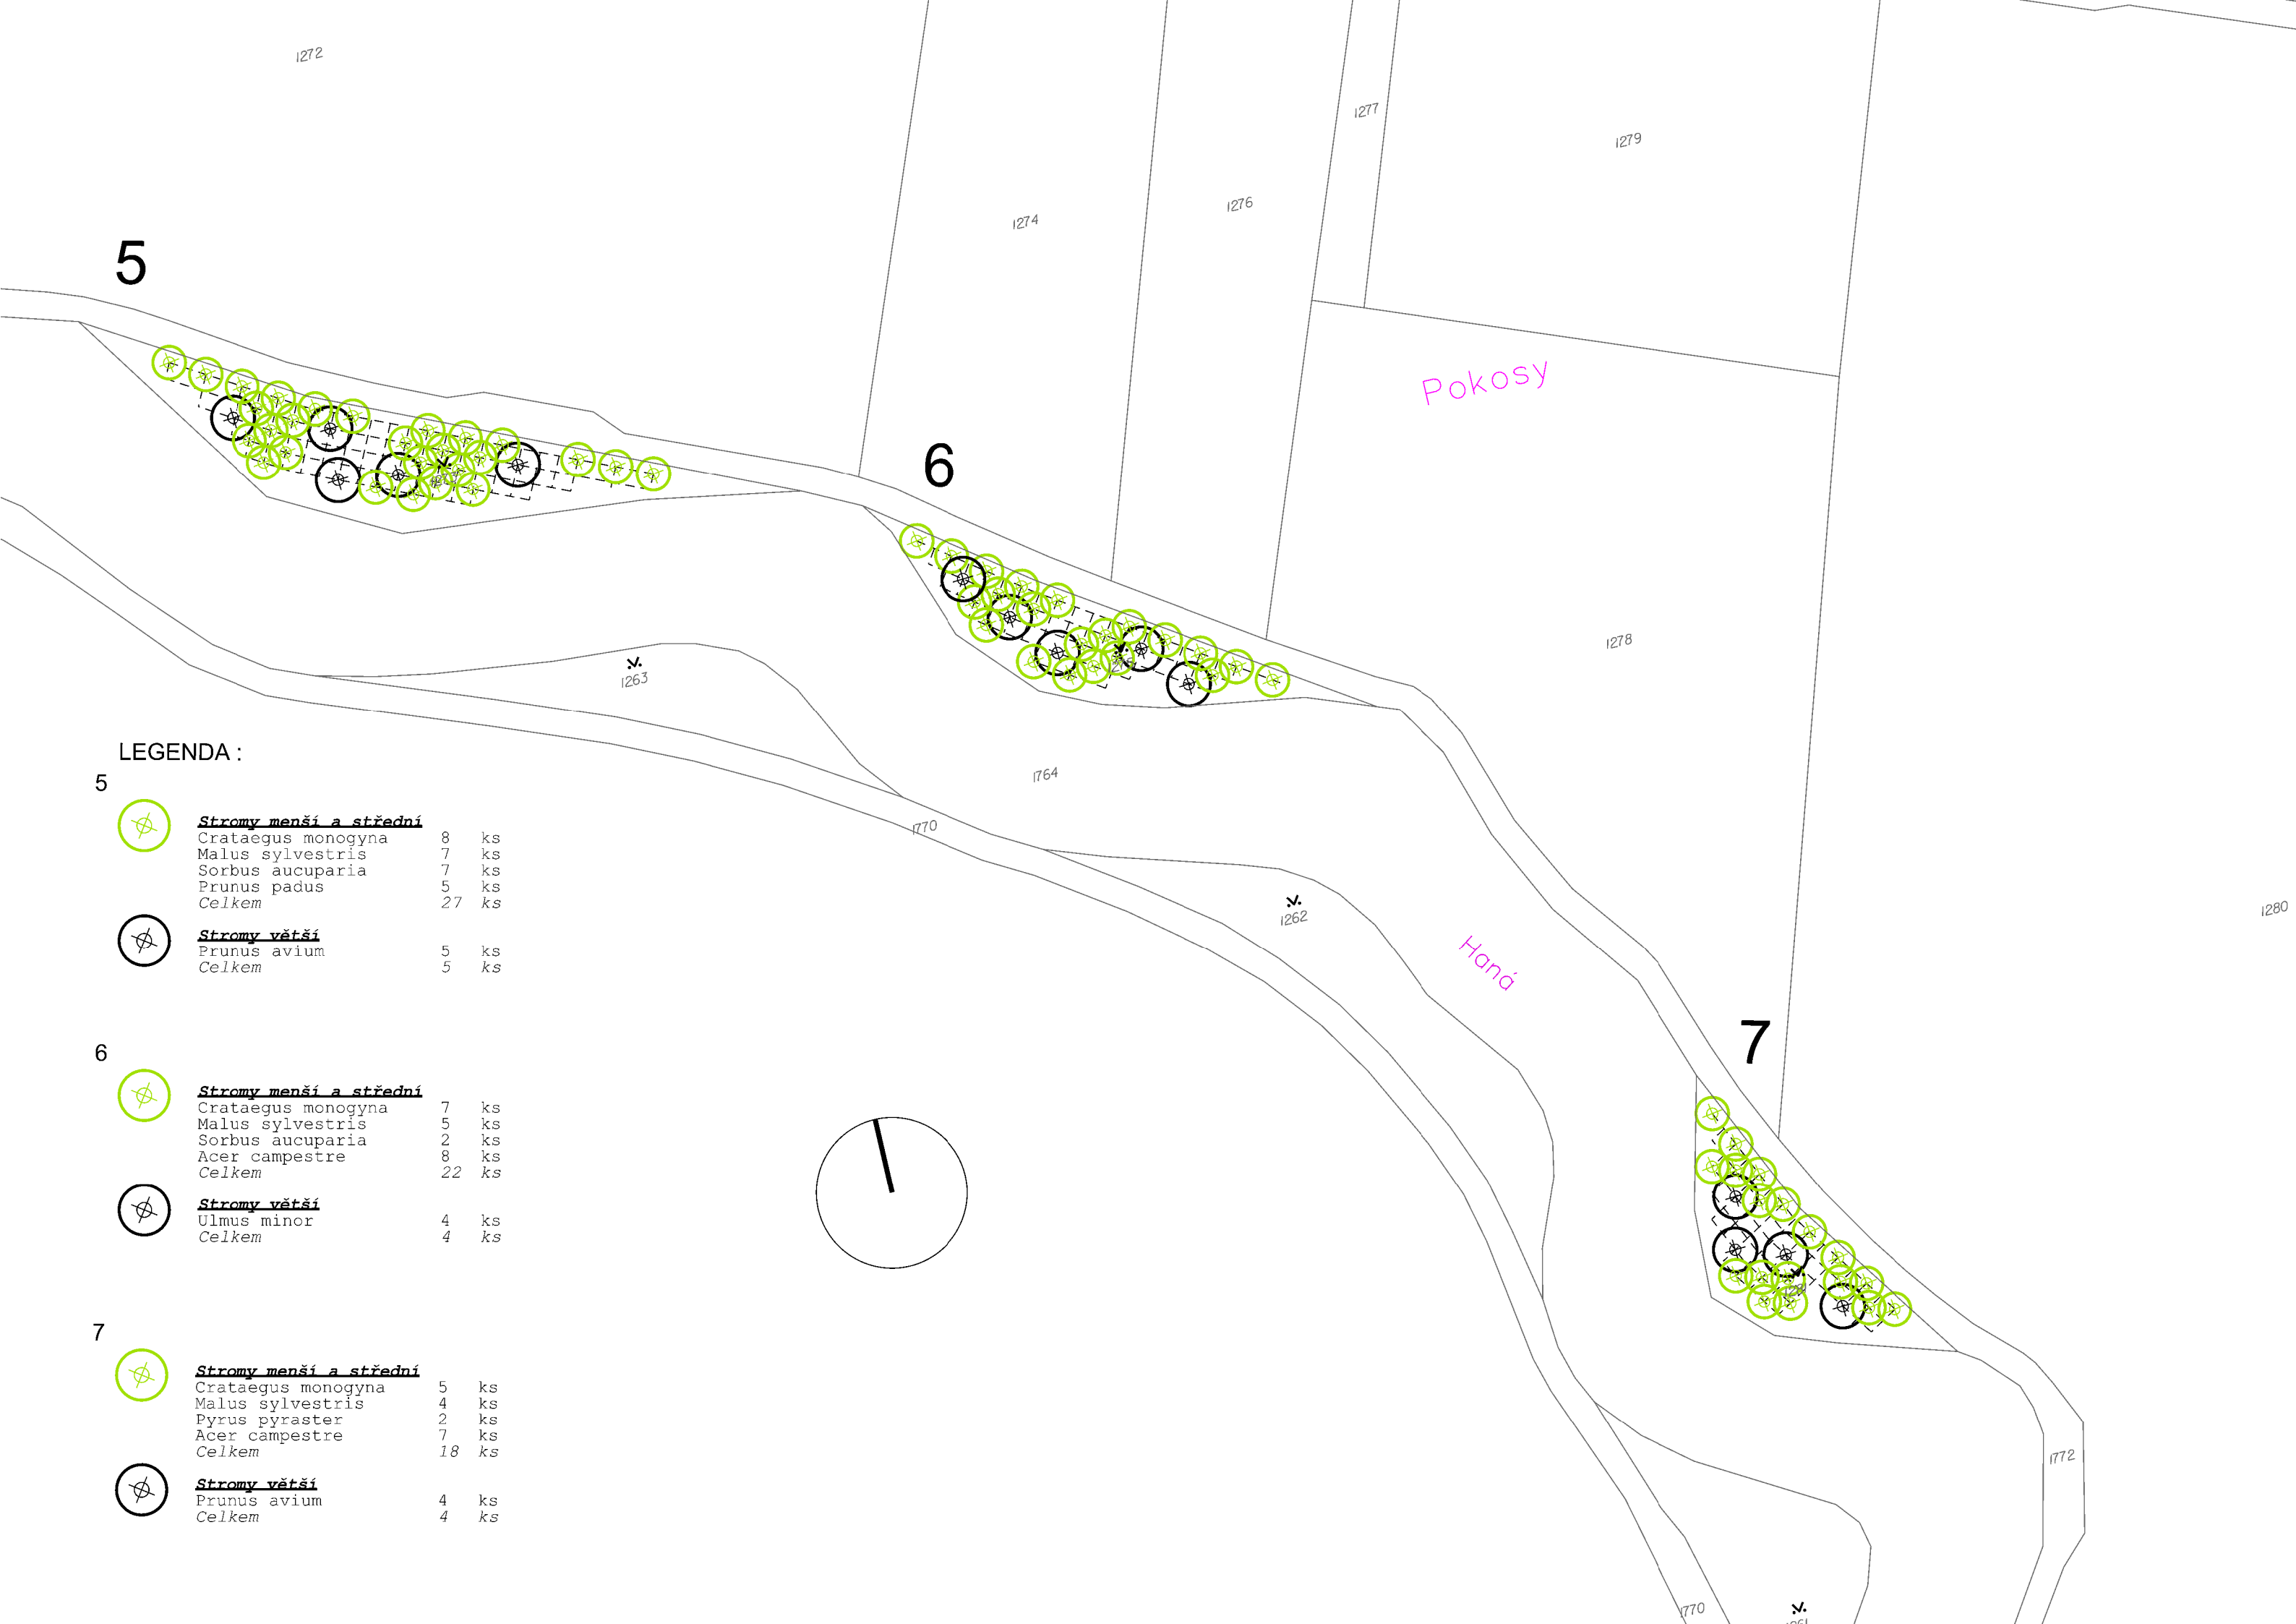 1272
1277
1279
1276
1274
5
Pokosy
6
1278
1263
LEGENDA :
1764
5
Stromy menší a střední
1770
Crataegus monogyna 8 ks
Malus sylvestris 7 ks
Sorbus aucuparia 7 ks
Prunus padus 5 ks
Celkem 27 ks
1262
1280
Stromy větší
Prunus avium 5 ks
Celkem 5 ks
Haná
7
6
Stromy menší a střední
Crataegus monogyna 7 ks
Malus sylvestris 5 ks
Sorbus aucuparia 2 ks
Acer campestre 8 ks
Celkem 22 ks
Stromy větší
Ulmus minor 4 ks
Celkem 4 ks
7
Stromy menší a střední
Crataegus monogyna 5 ks
Malus sylvestris 4 ks
Pyrus pyraster 2 ks
Acer campestre 7 ks
Celkem 18 ks
1772
Stromy větší
Prunus avium 4 ks
Celkem 4 ks
1770